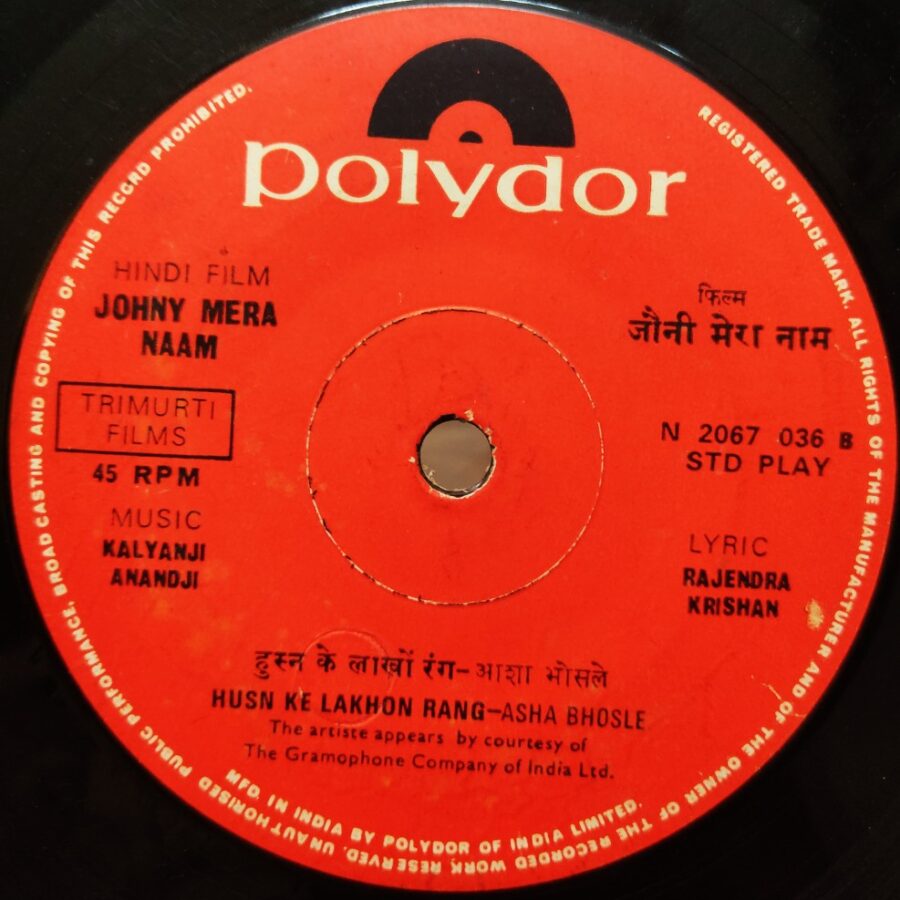 polydor
HINDI FILM
JOHNY MERA
NAAM
TRIMURTI
FILMS
45 RPM
MUSIC
KALYANJI
ANANDJI
फिल्म
जौनी मेरा नाम
N 2067 036 B
STD PLAY
LYRIC
RAJENDRA
KRISHAN
हुस्न के लाखों रंग-आशा भोसले
HUSN KE LAKHON RANG-ASHA BHOSLE
The artiste appears by courtesy of
The Gramophone Company of India Ltd.
REGISTERED TRADE MARK. ALL RIGHTS OF THE MANUFACTURER AND OF THE OWNER OF THE RECORDED WORK RESERVED. UNAUTHORISED PUBLIC PERFORMANCE, BROADCASTING AND COPYING OF THIS RECORD PROHIBITED.
MFD. IN INDIA BY POLYDOR OF INDIA LIMITED.